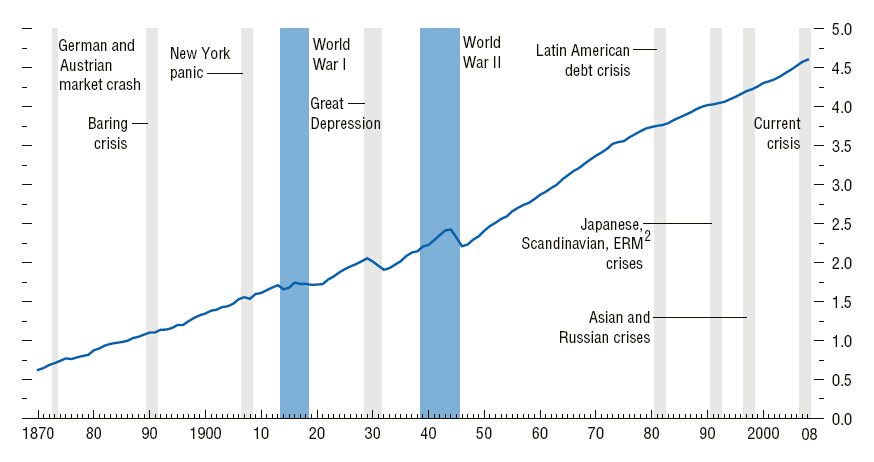 German and
Austrian
market crash
Baring
crisis
New York
panic
World
War I
Great
Depression
World
War II
Latin American
debt crisis
Current
crisis
Japanese,
Scandinavian, ERM2
crises
Asian and
Russian crises
5.0
4.5
4.0
3.5
3.0
2.5
2.0
1.5
1.0
0.5
0.0
1870 80 90 1900 10 20 30 40 50 60 70 80 90 2000 08